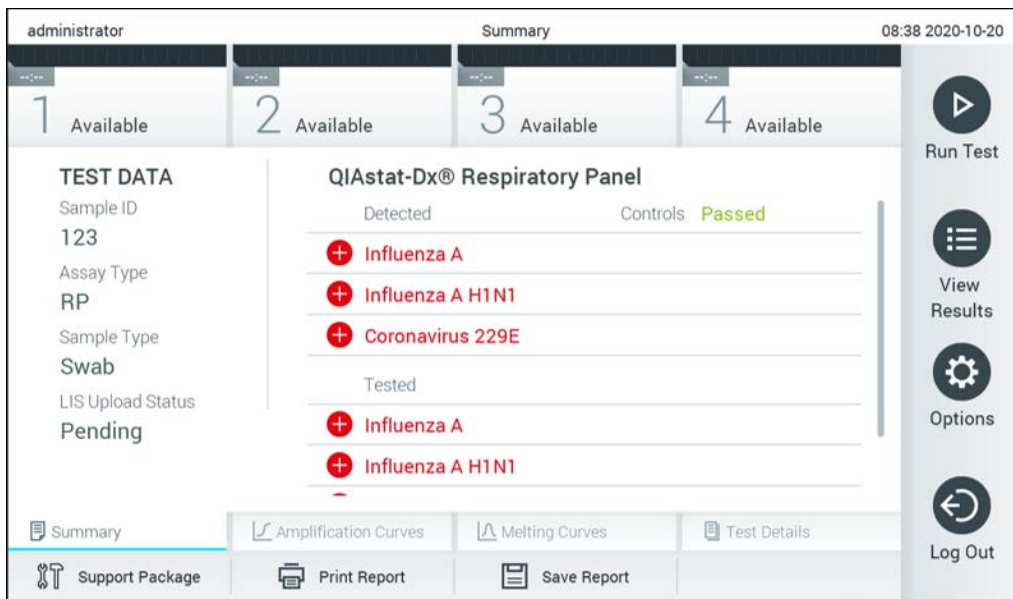 administrator
Summary
08:38 2020-10-20
--:--
1 Available
--:--
2 Available
--:--
3 Available
--:--
4 Available
Run Test
View
Results
Options
Log Out
TEST DATA
Sample ID
123
Assay Type
RP
Sample Type
Swab
LIS Upload Status
Pending
QIAstat-Dx® Respiratory Panel
Detected
Controls Passed
Influenza A
Influenza A H1N1
Coronavirus 229E
Tested
Influenza A
Influenza A H1N1
Summary
Amplification Curves
Melting Curves
Test Details
Support Package
Print Report
Save Report